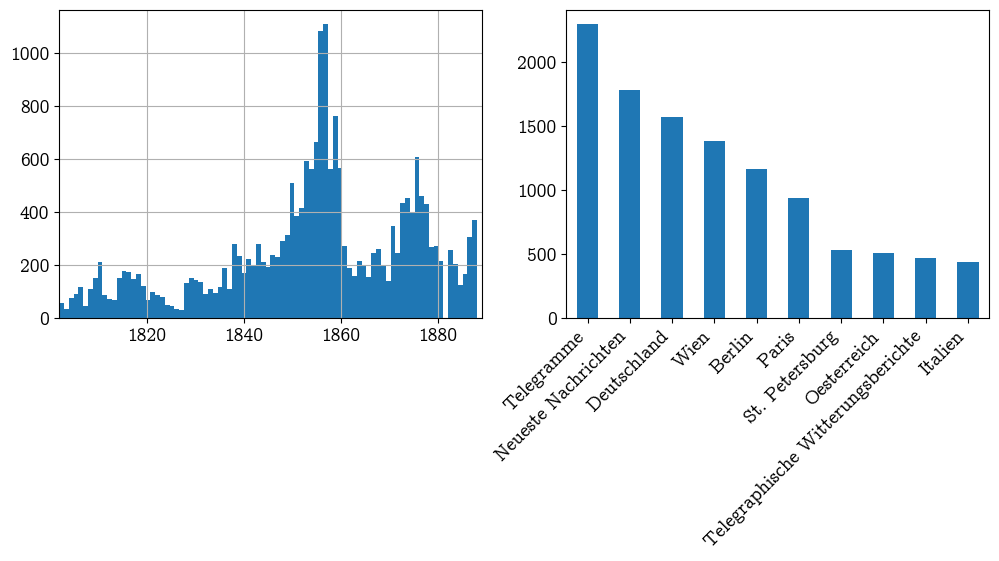 1000
800
600
400
200
0
1820 1840 1860 1880
2000
1500
1000
500
0
Telegramme
Neueste Nachrichten
Deutschland
Wien
Berlin
Paris
St. Petersburg
Oesterreich
Telegraphische Witterungsberichte
Italien